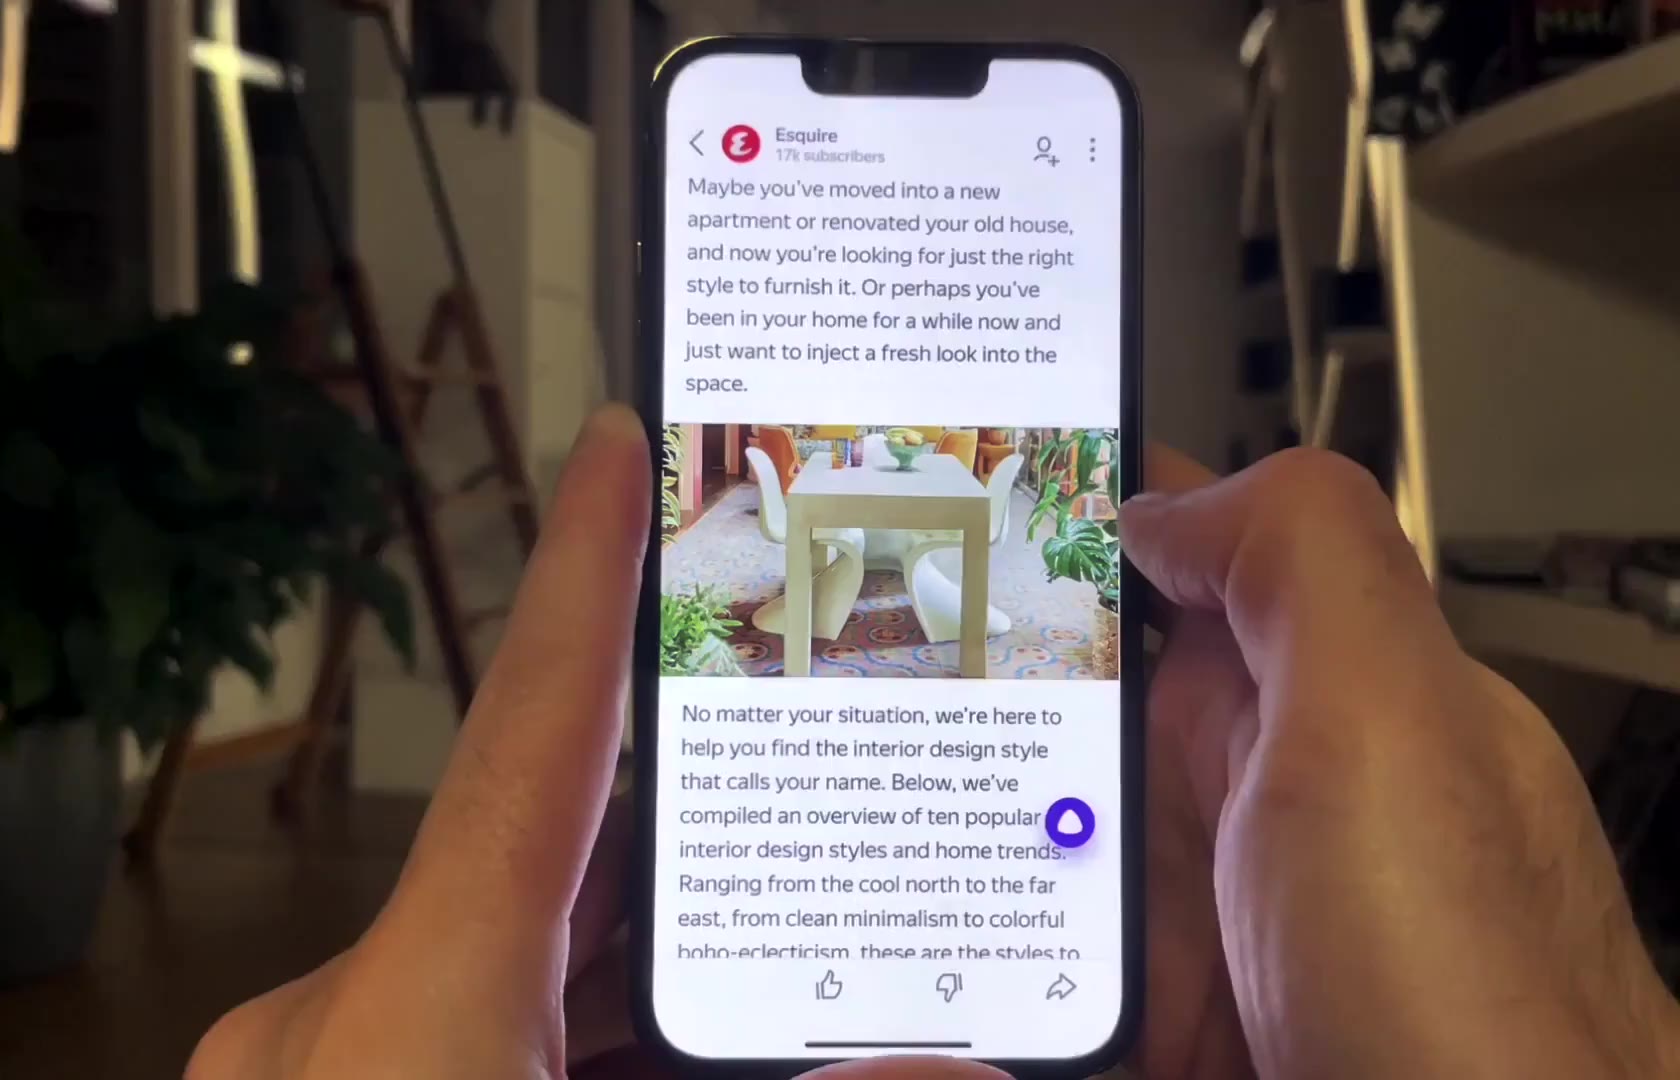 Esquire
17k subscribers
Maybe you've moved into a new
apartment or renovated your old house,
and now you're looking for just the right
style to furnish it. Or perhaps you've
been in your home for a while now and
just want to inject a fresh look into the
space.
No matter your situation, we're here to
help you find the interior design style
that calls your name. Below, we've
compiled an overview of ten popular
interior design styles and home trends.
Ranging from the cool north to the far
east, from clean minimalism to colorful
boho-eclecticism, these are the styles to